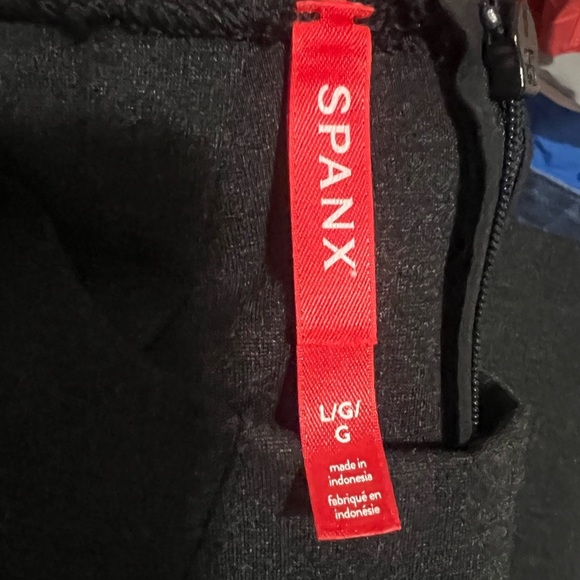 SPANX®
L/G/
G
made in
indonesia
fabriqué en
indonésie